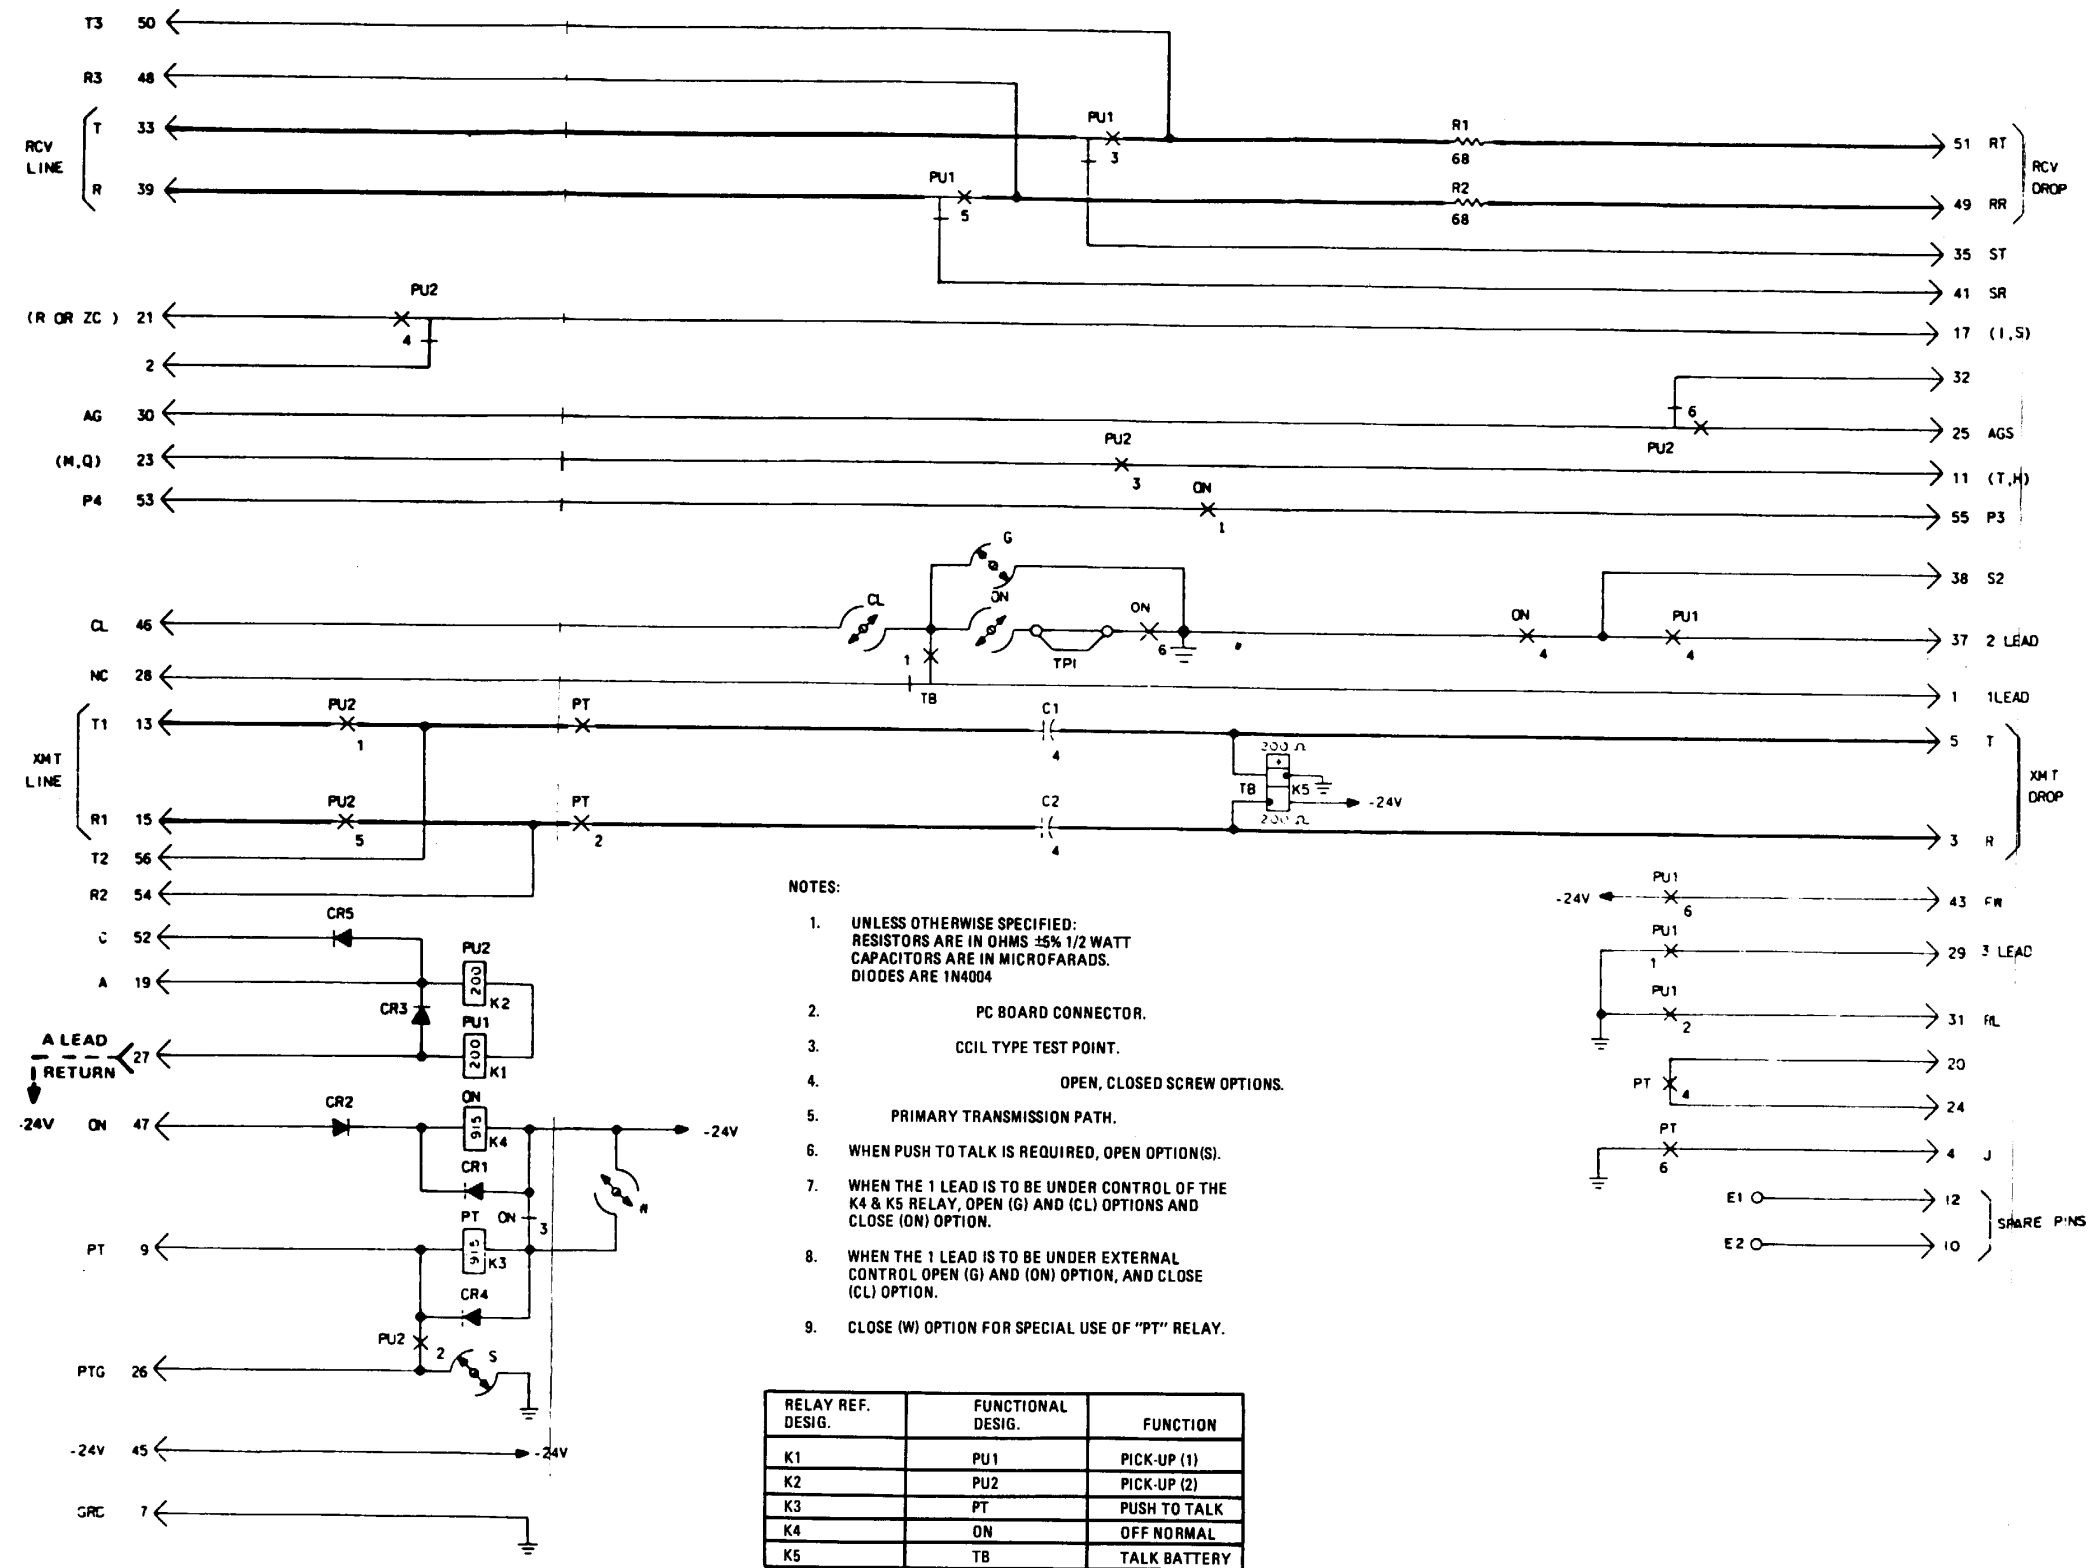 T3 50
R3 48
RCV LINE
T 33
R 39
PU1
3
PU1
5
R1
68
R2
68
51 RT
49 RR
RCV DROP
35 ST
41 SR
(R OR ZC ) 21
PU2
4
17 (I,S)
2
32
AG 30
6
PU2
25 AGS
(M,Q) 23
PU2
3
11 (T,H)
P4 53
ON
1
55 P3
G
38 S2
CL 46
CL
ON
TP1
ON
6
ON
4
PU1
4
37 2 LEAD
NC 28
1
TB
1 1LEAD
XMT LINE
T1 13
PU2
1
PT
C1
4
200 Ω
+
TB K5
-24V
200 Ω
5 T
XMT DROP
R1 15
PU2
5
PT
2
C2
4
3 R
T2 56
R2 54
52
CR5
A 19
PU2
200
K2
CR3
PU1
200
K1
A LEAD
RETURN
27
-24V
ON 47
CR2
ON
915
K4
-24V
CR1
ON
3
PT 9
PT
915
K3
CR4
PU2
2
PTG 26
S
-24V 45
-24V
7
NOTES:
1. UNLESS OTHERWISE SPECIFIED:
RESISTORS ARE IN OHMS ±5% 1/2 WATT
CAPACITORS ARE IN MICROFARADS.
DIODES ARE 1N4004
2. PC BOARD CONNECTOR.
3. CCIL TYPE TEST POINT.
4. OPEN, CLOSED SCREW OPTIONS.
5. PRIMARY TRANSMISSION PATH.
6. WHEN PUSH TO TALK IS REQUIRED, OPEN OPTION(S).
7. WHEN THE 1 LEAD IS TO BE UNDER CONTROL OF THE
K4 & K5 RELAY, OPEN (G) AND (CL) OPTIONS AND
CLOSE (ON) OPTION.
8. WHEN THE 1 LEAD IS TO BE UNDER EXTERNAL
CONTROL OPEN (G) AND (ON) OPTION, AND CLOSE
(CL) OPTION.
9. CLOSE (W) OPTION FOR SPECIAL USE OF "PT" RELAY.
-24V
PU1
6
43
PU1
1
29 3 LEAD
PU1
2
31
20
PT
4
24
PT
6
4 J
E1
12
E2
10
SPARE PINS
RELAY REF. DESIG. FUNCTIONAL DESIG. FUNCTION
K1 PU1 PICK-UP (1)
K2 PU2 PICK-UP (2)
K3 PT PUSH TO TALK
K4 ON OFF NORMAL
K5 TB TALK BATTERY